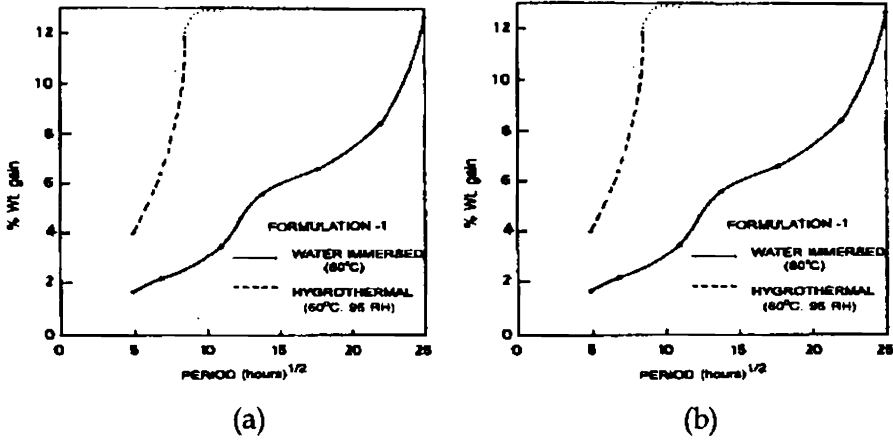 12
10
8
6
4
2
0
% Wt. gain
FORMULATION -1
WATER IMMERSED
(60°C)
HYGROTHERMAL
(60°C. 95 RH)
0 5 10 15 20 25
PERIOD (hours)1/2
(a)
12
10
8
6
4
2
0
% Wt. gain
FORMULATION -1
WATER IMMERSED
(60°C)
HYGROTHERMAL
(60°C. 95 RH)
0 5 10 15 20 25
PERIOD (hours)1/2
(b)